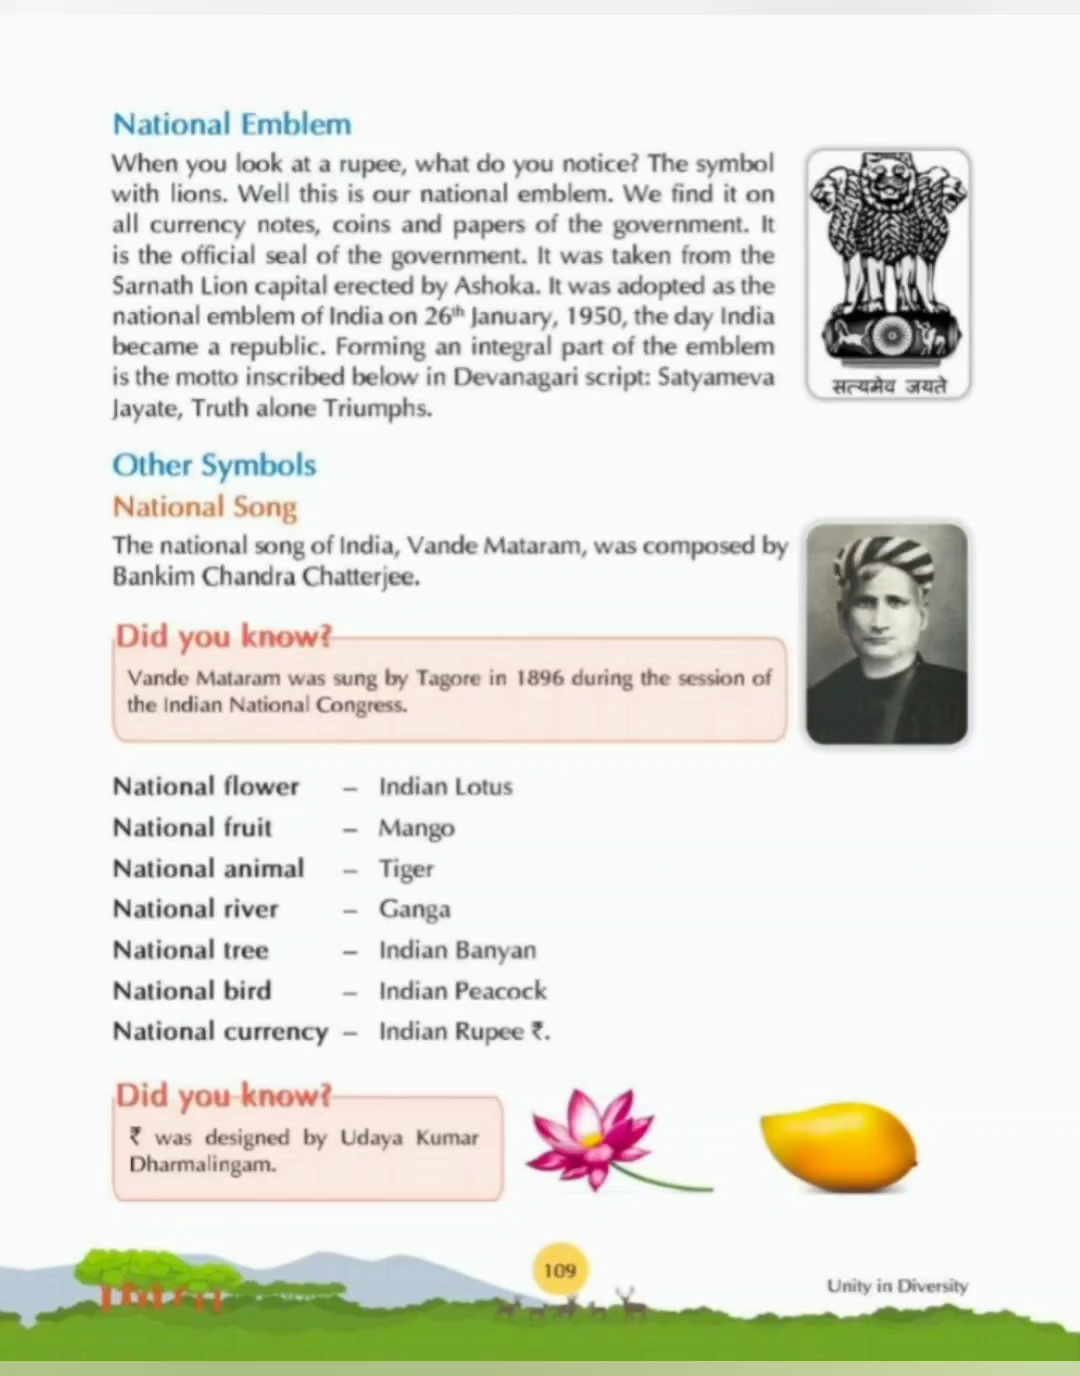 National Emblem
When you look at a rupee, what do you notice? The symbol
with lions. Well this is our national emblem. We find it on
all currency notes, coins and papers of the government. It
is the official seal of the government. It was taken from the
Sarnath Lion capital erected by Ashoka. It was adopted as the
national emblem of India on 26th January, 1950, the day India
became a republic. Forming an integral part of the emblem
is the motto inscribed below in Devanagari script: Satyameva
Jayate, Truth alone Triumphs.
सत्यमेव जयते
Other Symbols
National Song
The national song of India, Vande Mataram, was composed by
Bankim Chandra Chatterjee.
Did you know?
Vande Mataram was sung by Tagore in 1896 during the session of
the Indian National Congress.
National flower – Indian Lotus
National fruit – Mango
National animal – Tiger
National river – Ganga
National tree – Indian Banyan
National bird – Indian Peacock
National currency – Indian Rupee ₹.
Did you know?
₹ was designed by Udaya Kumar
Dharmalingam.
109
Unity in Diversity